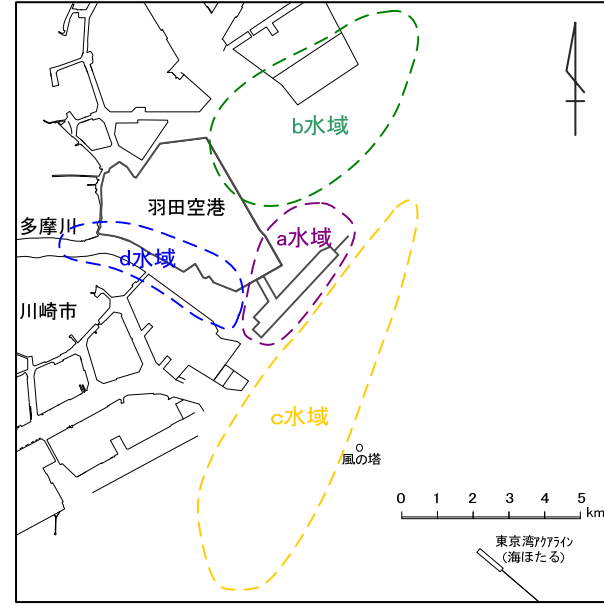 b水域
羽田空港
多摩川
a水域
d水域
川崎市
c水域
風の塔
0 1 2 3 4 5
km
東京湾アクアライン
(海ほたる)